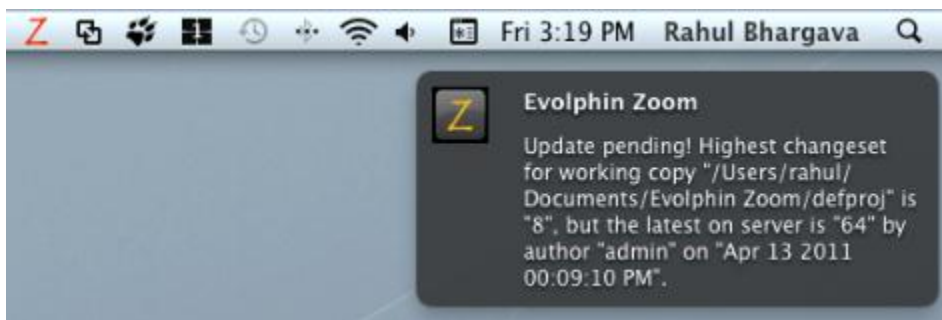 Z Fri 3:19 PM Rahul Bhargava
Z
Evolphin Zoom
Update pending! Highest changeset
for working copy "/Users/rahul/
Documents/Evolphin Zoom/defproj" is
"8", but the latest on server is "64" by
author "admin" on "Apr 13 2011
00:09:10 PM".